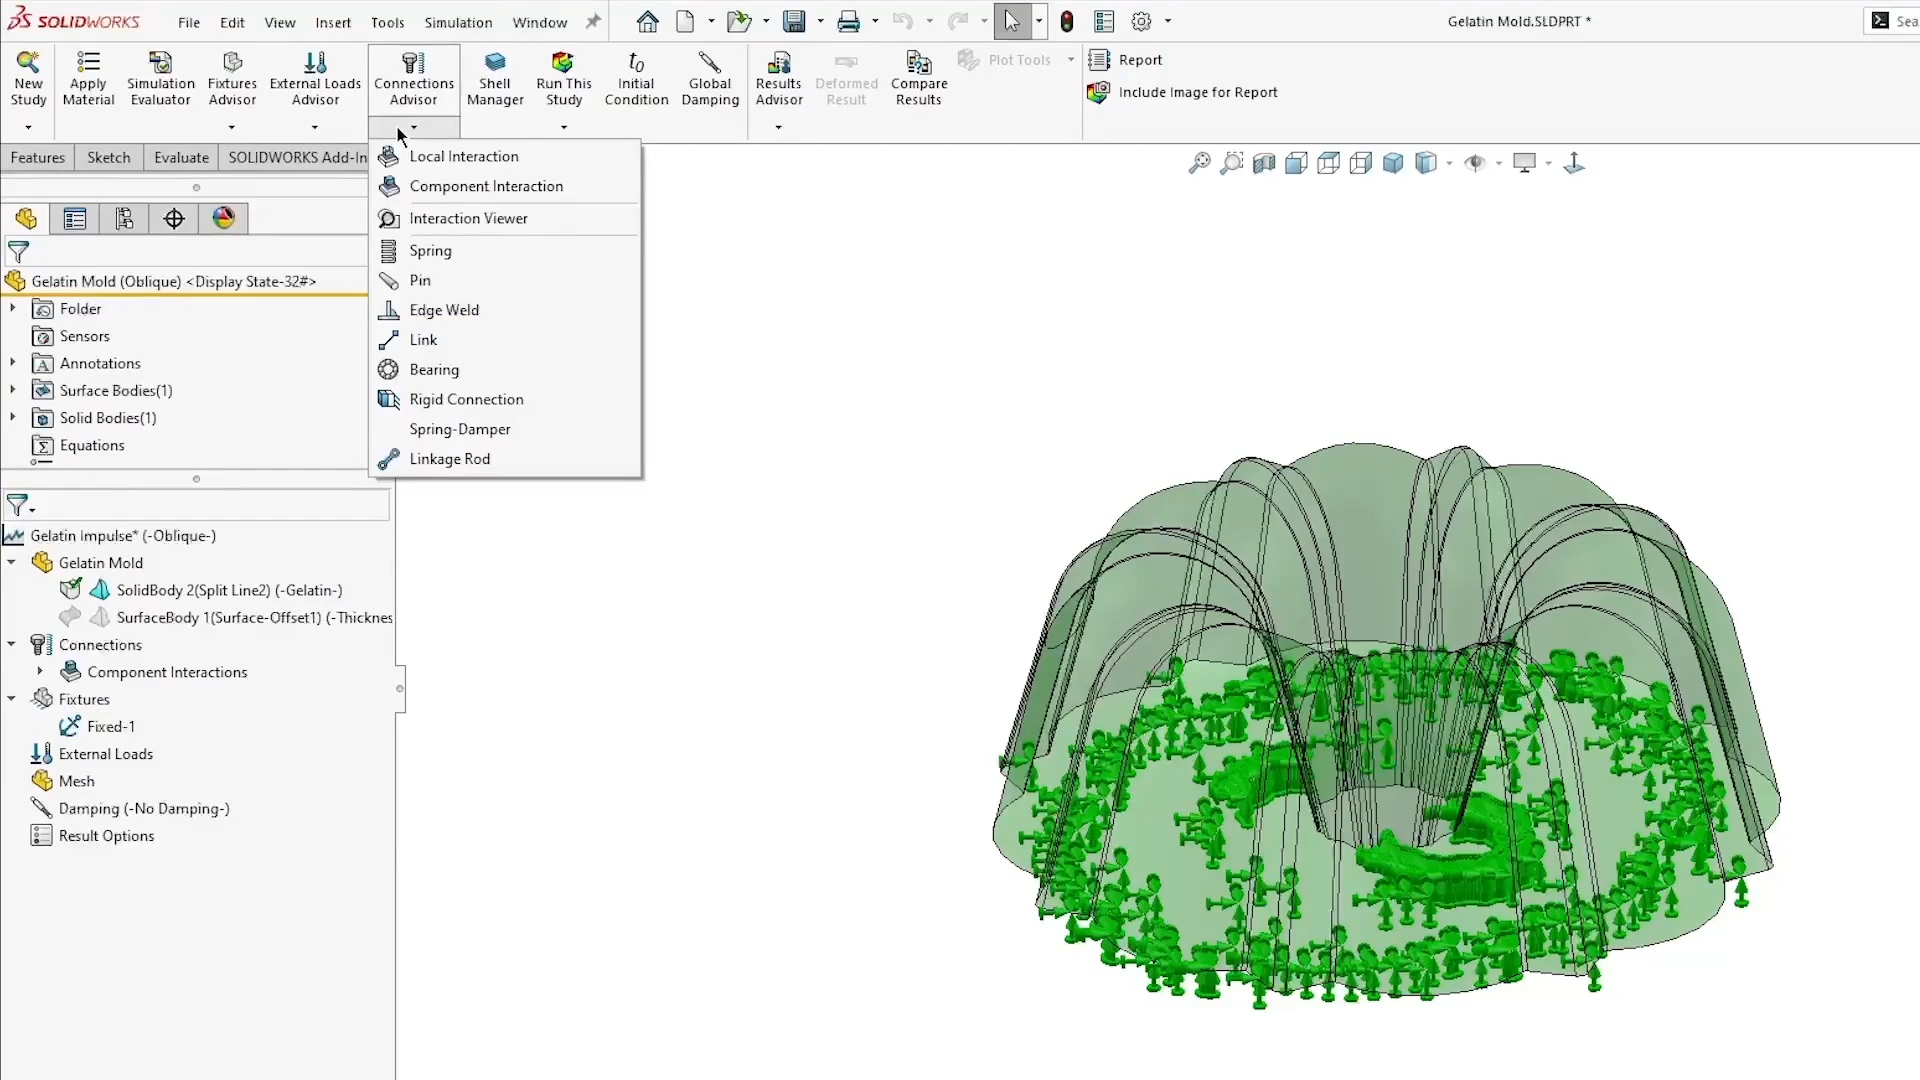 SOLIDWORKS File Edit View Insert Tools Simulation Window Gelatin Mold.SLDPRT * Sea
New Study
Apply Material
Simulation Evaluator
Fixtures Advisor
External Loads Advisor
Connections Advisor
Shell Manager
Run This Study
t0 Initial Condition
Global Damping
Results Advisor
Deformed Result
Compare Results
Plot Tools
Report
Include Image for Report
Features Sketch Evaluate SOLIDWORKS Add-In
Local Interaction
Component Interaction
Interaction Viewer
Spring
Pin
Edge Weld
Link
Bearing
Rigid Connection
Spring-Damper
Linkage Rod
Gelatin Mold (Oblique) <Display State-32#>
Folder
Sensors
Annotations
Surface Bodies(1)
Solid Bodies(1)
Equations
Gelatin Impulse* (-Oblique-)
Gelatin Mold
SolidBody 2(Split Line2) (-Gelatin-)
SurfaceBody 1(Surface-Offset1) (-Thicknes
Connections
Component Interactions
Fixtures
Fixed-1
External Loads
Mesh
Damping (-No Damping-)
Result Options